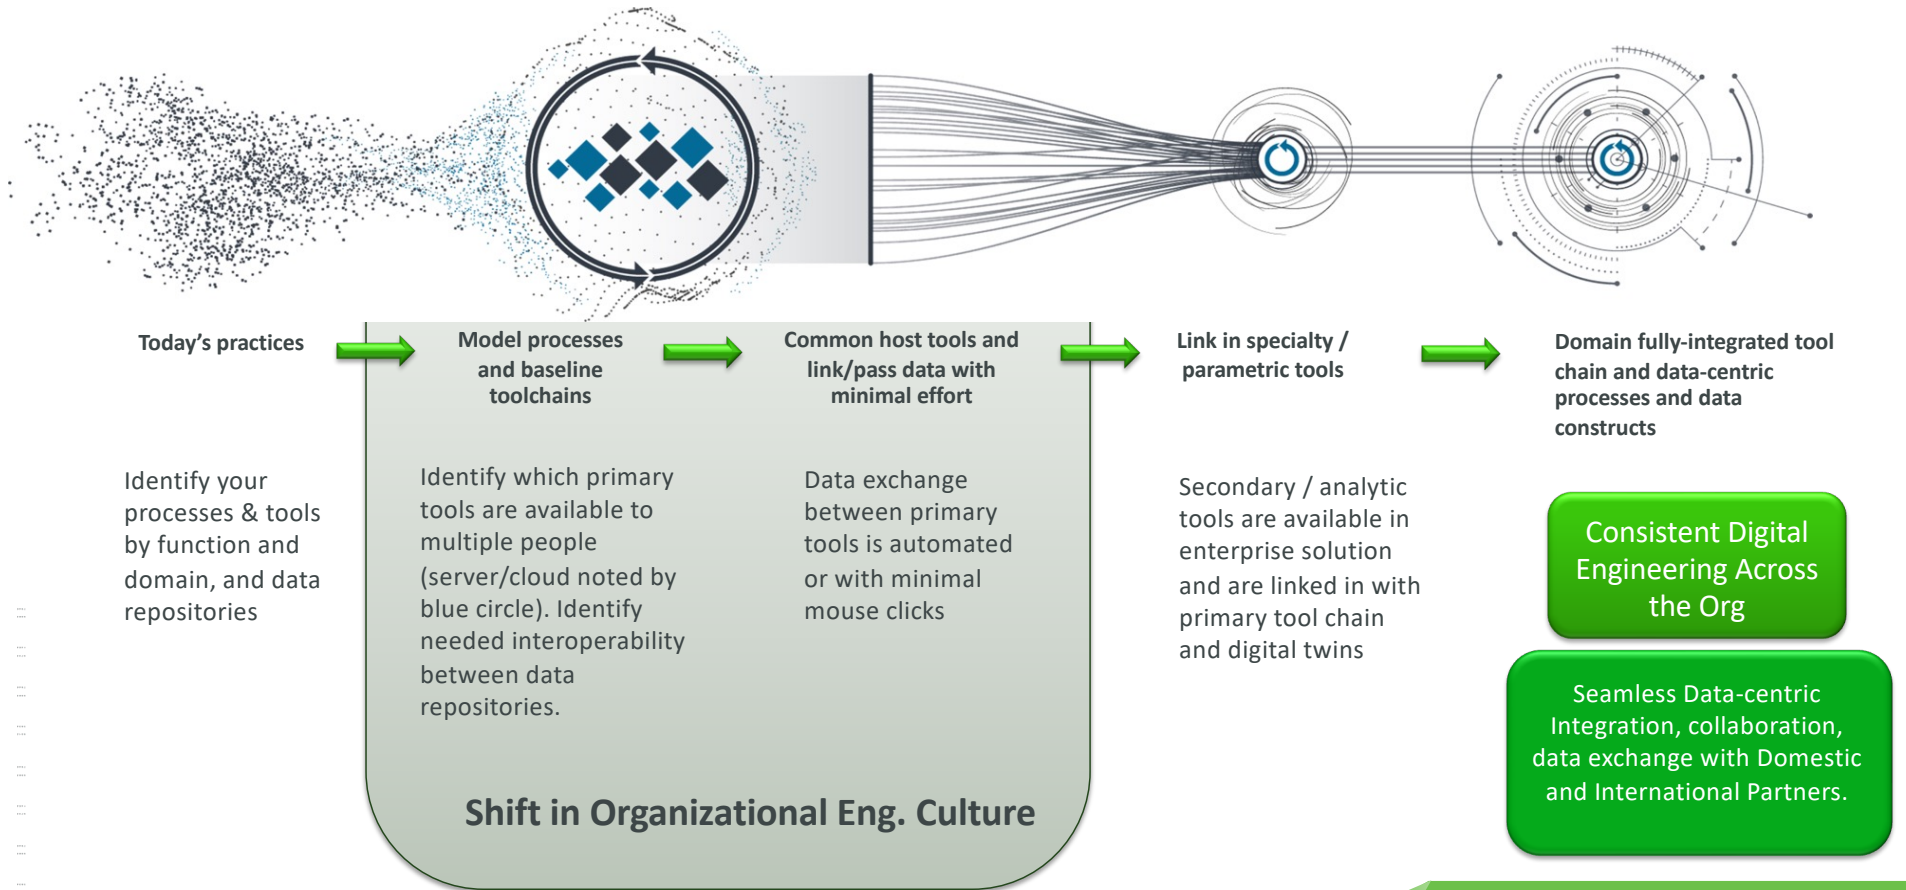 Today's practices
Model processes
and baseline
toolchains
Common host tools and
link/pass data with
minimal effort
Link in specialty /
parametric tools
Domain fully-integrated tool
chain and data-centric
processes and data
constructs
Identify your
processes & tools
by function and
domain, and data
repositories
Identify which primary
tools are available to
multiple people
(server/cloud noted by
blue circle). Identify
needed interoperability
between data
repositories.
Data exchange
between primary
tools is automated
or with minimal
mouse clicks
Secondary / analytic
tools are available in
enterprise solution
and are linked in with
primary tool chain
and digital twins
Consistent Digital
Engineering Across
the Org
Seamless Data-centric
Integration, collaboration,
data exchange with Domestic
and International Partners.
Shift in Organizational Eng. Culture